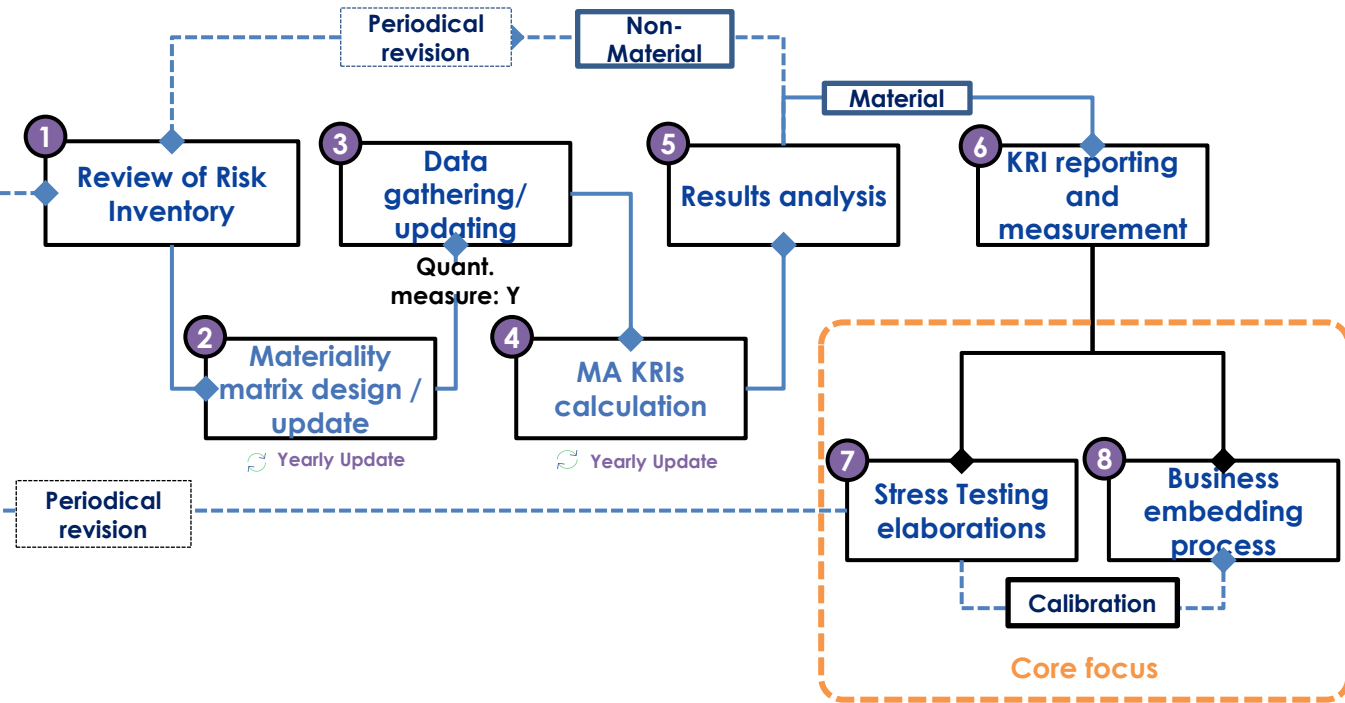 Periodical
revision
Non-
Material
Material
1
Review of Risk
Inventory
3
Data
gathering/
updating
5
Results analysis
6
KRI reporting
and
measurement
Quant.
measure: Y
2
Materiality
matrix design /
update
Yearly Update
4
MA KRIs
calculation
Yearly Update
Periodical
revision
7
Stress Testing
elaborations
8
Business
embedding
process
Calibration
Core focus